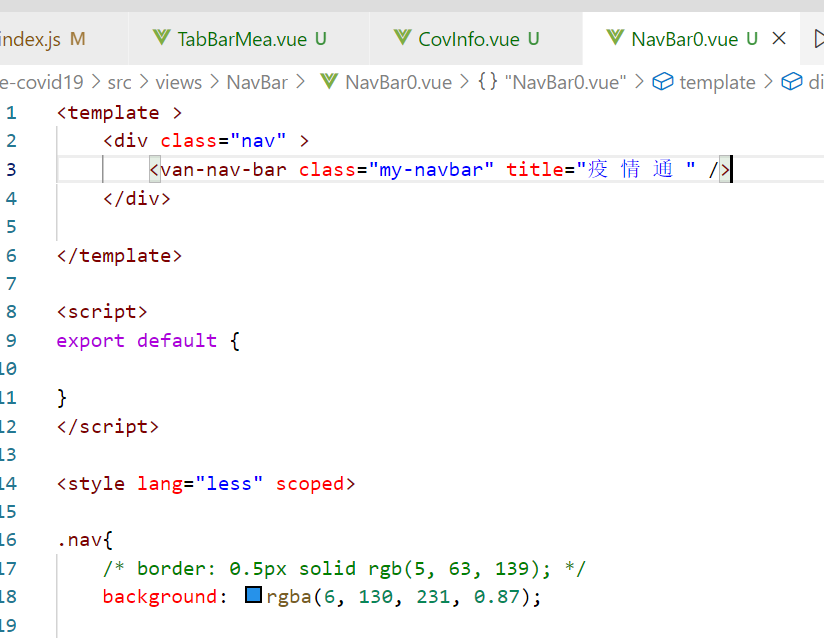 index.js M TabBarMea.vue U CovInfo.vue U NavBar0.vue U
e-covid19 > src > views > NavBar > NavBar0.vue > {} "NavBar0.vue" > template > di
1 <template >
2 <div class="nav" >
3 <van-nav-bar class="my-navbar" title="疫 情 通 " />
4 </div>
5
6 </template>
7
8 <script>
9 export default {
10
11 }
12 </script>
13
14 <style lang="less" scoped>
15
16 .nav{
17 /* border: 0.5px solid rgb(5, 63, 139); */
18 background: rgba(6, 130, 231, 0.87);
19